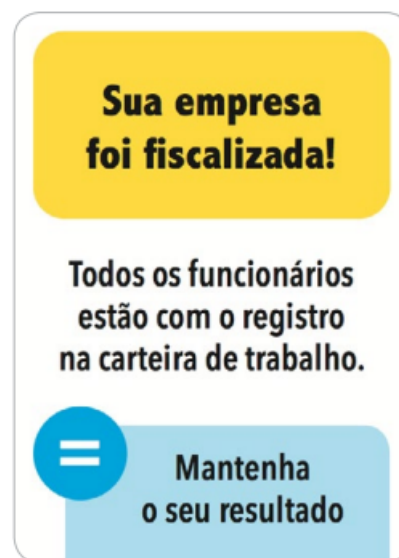 Sua empresa
foi fiscalizada!
Todos os funcionários
estão com o registro
na carteira de trabalho.
=
Mantenha
o seu resultado